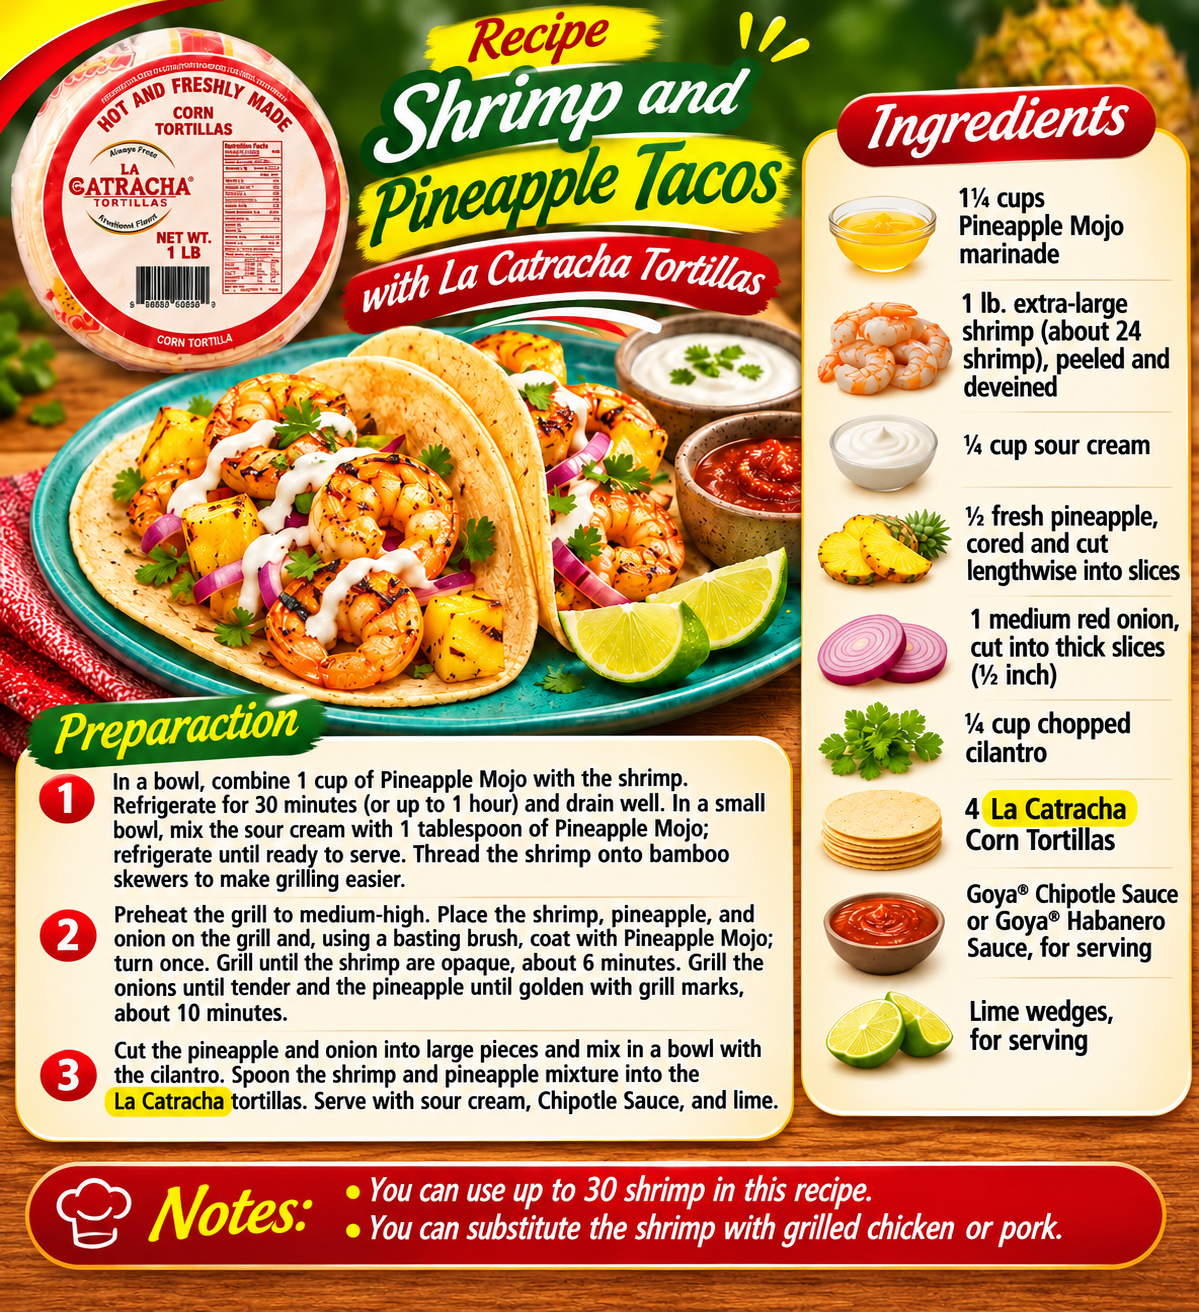 Recipe
Shrimp and
Pineapple Tacos
with La Catracha Tortillas
HOT AND FRESHLY MADE
CORN
TORTILLAS
Always Fresh
LA
CATRACHA®
TORTILLAS
NET WT.
1 LB
Nutrition Facts
CORN TORTILLA
Ingredients
1¼ cups
Pineapple Mojo
marinade
1 lb. extra-large
shrimp (about 24
shrimp), peeled and
deveined
¼ cup sour cream
½ fresh pineapple,
cored and cut
lengthwise into slices
1 medium red onion,
cut into thick slices
(½ inch)
¼ cup chopped
cilantro
4 La Catracha
Corn Tortillas
Goya® Chipotle Sauce
or Goya® Habanero
Sauce, for serving
Lime wedges,
for serving
Preparaction
1
In a bowl, combine 1 cup of Pineapple Mojo with the shrimp.
Refrigerate for 30 minutes (or up to 1 hour) and drain well. In a small
bowl, mix the sour cream with 1 tablespoon of Pineapple Mojo;
refrigerate until ready to serve. Thread the shrimp onto bamboo
skewers to make grilling easier.
2
Preheat the grill to medium-high. Place the shrimp, pineapple, and
onion on the grill and, using a basting brush, coat with Pineapple Mojo;
turn once. Grill until the shrimp are opaque, about 6 minutes. Grill the
onions until tender and the pineapple until golden with grill marks,
about 10 minutes.
3
Cut the pineapple and onion into large pieces and mix in a bowl with
the cilantro. Spoon the shrimp and pineapple mixture into the
La Catracha tortillas. Serve with sour cream, Chipotle Sauce, and lime.
Notes:
• You can use up to 30 shrimp in this recipe.
• You can substitute the shrimp with grilled chicken or pork.